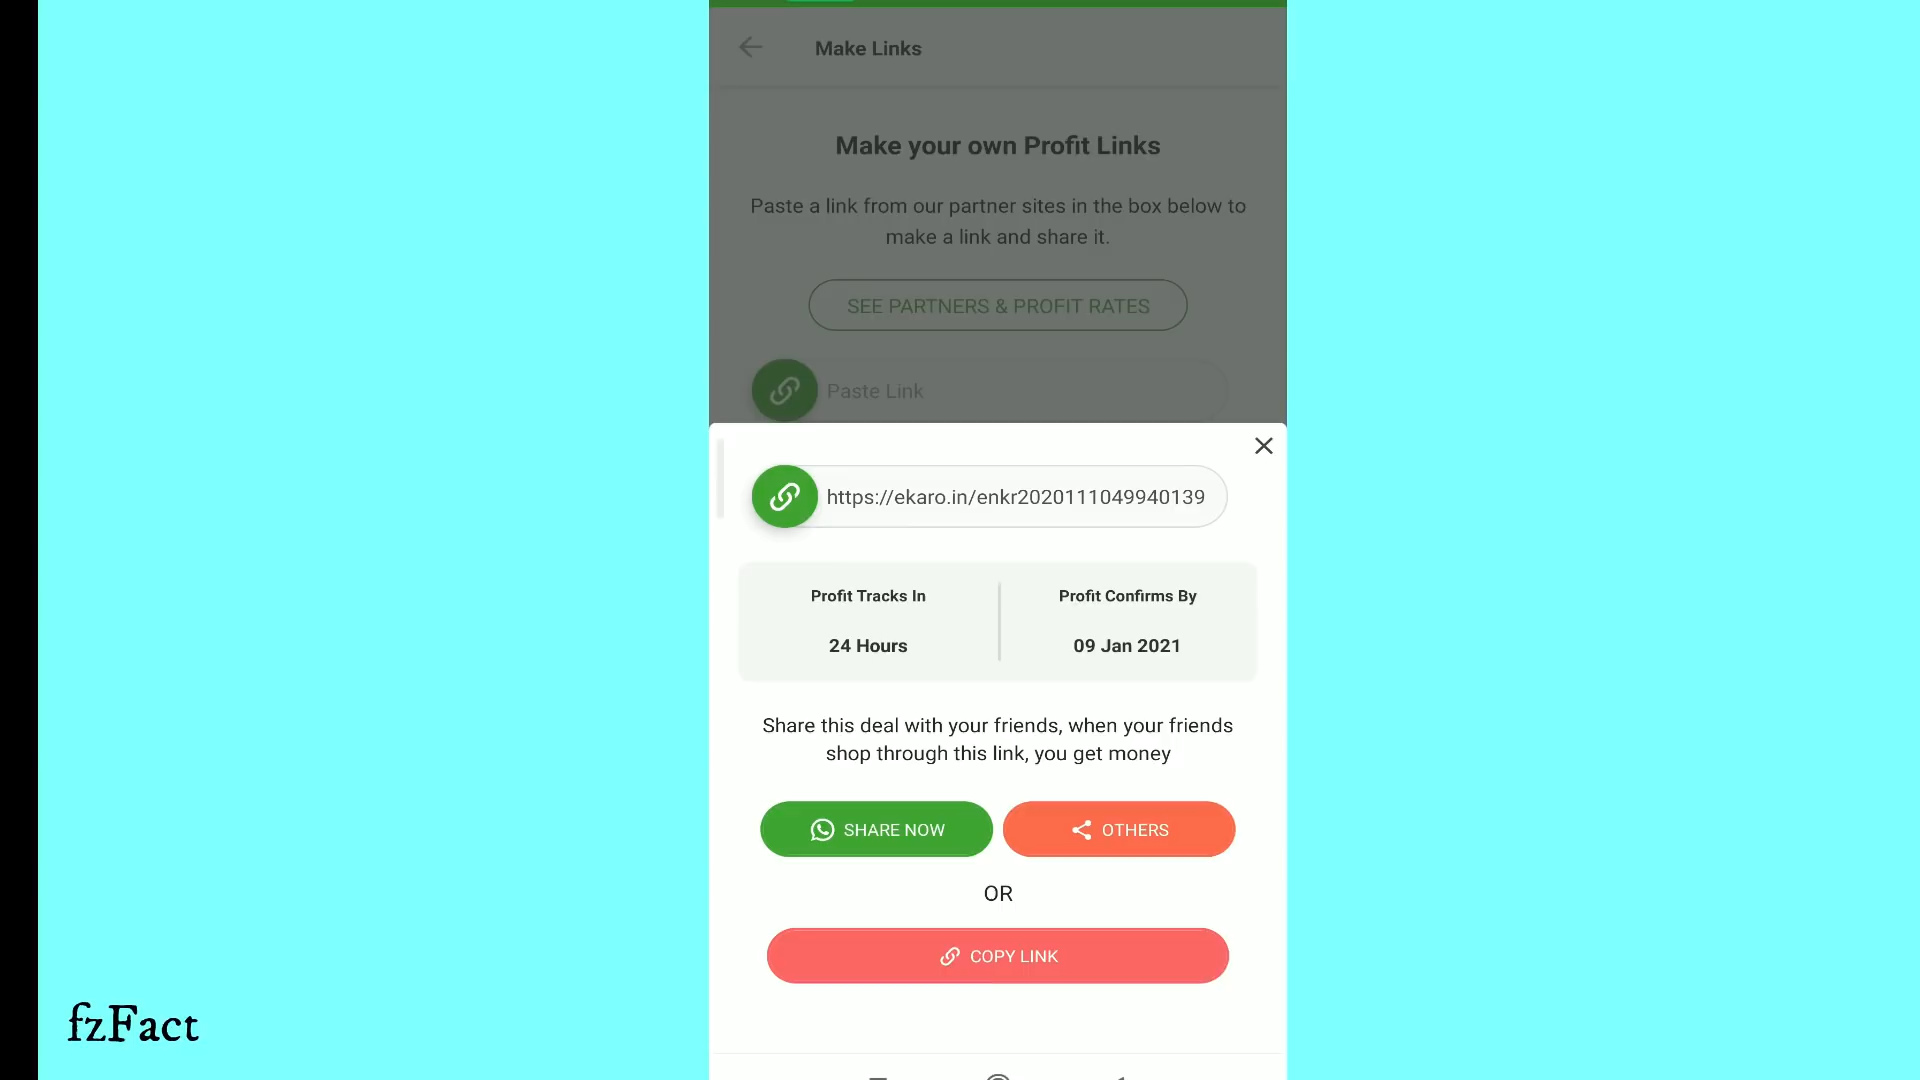 Make Links
Make your own Profit Links
Paste a link from our partner sites in the box below to
make a link and share it.
SEE PARTNERS & PROFIT RATES
Paste Link
https://ekaro.in/enkr2020111049940139
Profit Tracks In
24 Hours
Profit Confirms By
09 Jan 2021
Share this deal with your friends, when your friends
shop through this link, you get money
SHARE NOW
OTHERS
OR
COPY LINK
fzFact